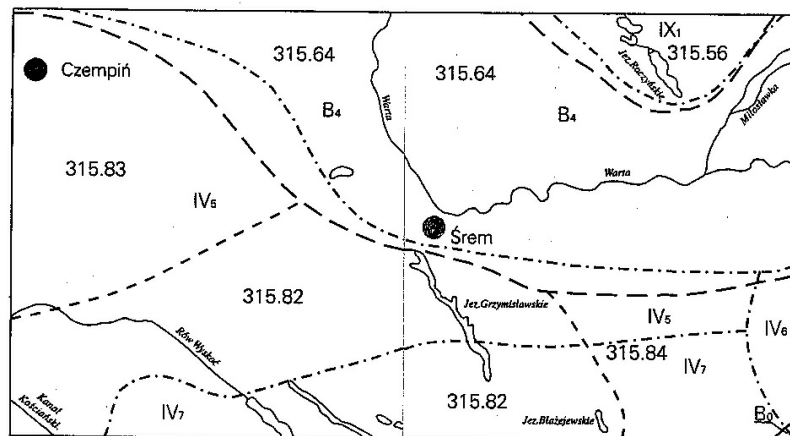 315.64
315.64
IX₁
315.56
Jez.Raczyńskie
Czempiń
Warta
B₄
B₄
Miłosławka
315.83
Warta
IV₅
Śrem
315.82
Jez.Grzymisławskie
IV₅
IV₆
Rów Wyskoć
315.84
IV₇
Kanał
Kościański
IV₇
315.82
Jez.Błażejewskie